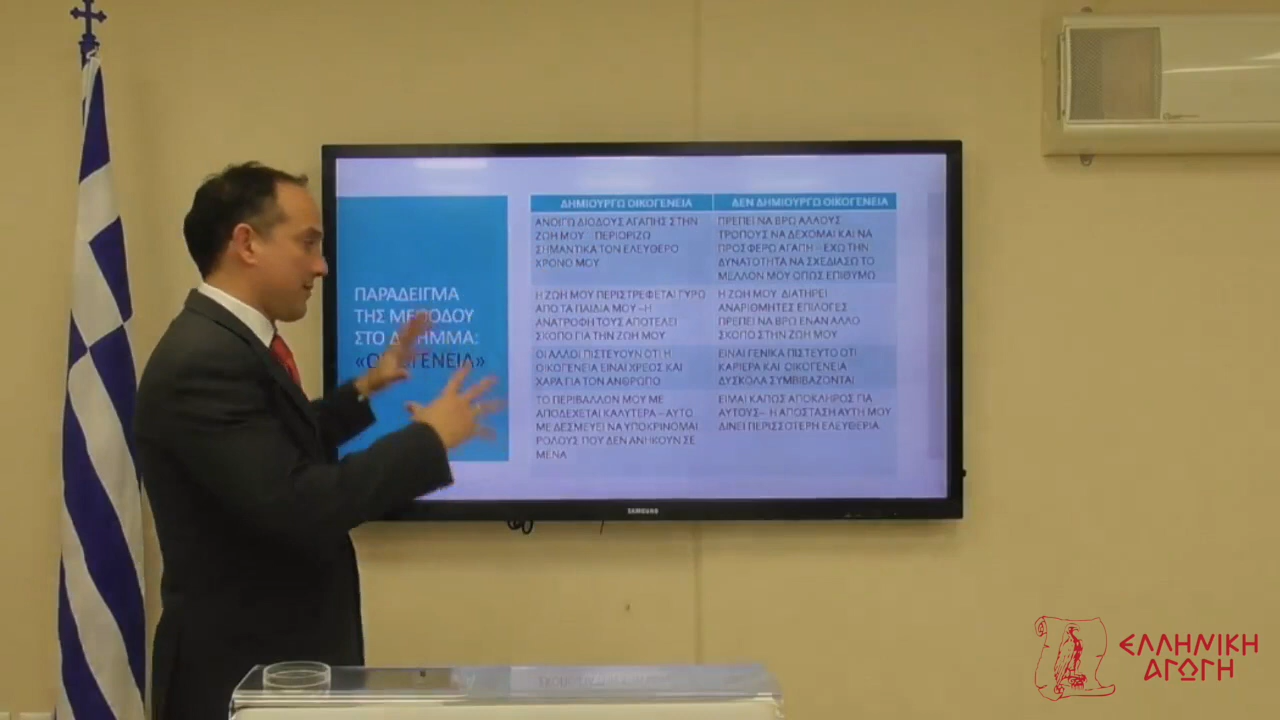 ΠΑΡΑΔΕΙΓΜΑ
ΤΗΣ ΜΕΘΟΔΟΥ
ΣΤΟ ΔΙΛΗΜΜΑ:
«ΟΙΚΟΓΕΝΕΙΑ»
ΔΗΜΙΟΥΡΓΩ ΟΙΚΟΓΕΝΕΙΑ
ΑΝΟΙΓΩ ΔΙΟΔΟΥΣ ΑΓΑΠΗΣ ΣΤΗΝ
ΖΩΗ ΜΟΥ – ΠΕΡΙΟΡΙΖΩ
ΣΗΜΑΝΤΙΚΑ ΤΟΝ ΕΛΕΥΘΕΡΟ
ΧΡΟΝΟ ΜΟΥ
ΔΕΝ ΔΗΜΙΟΥΡΓΩ ΟΙΚΟΓΕΝΕΙΑ
ΠΡΕΠΕΙ ΝΑ ΒΡΩ ΑΛΛΟΥΣ
ΤΡΟΠΟΥΣ ΝΑ ΔΕΧΟΜΑΙ ΚΑΙ ΝΑ
ΠΡΟΣΦΕΡΩ ΑΓΑΠΗ – ΕΧΩ ΤΗΝ
ΔΥΝΑΤΟΤΗΤΑ ΝΑ ΣΧΕΔΙΑΣΩ ΤΟ
ΜΕΛΛΟΝ ΜΟΥ ΟΠΩΣ ΕΠΙΘΥΜΩ
Η ΖΩΗ ΜΟΥ ΠΕΡΙΣΤΡΕΦΕΤΑΙ ΓΥΡΩ
ΑΠΟ ΤΑ ΠΑΙΔΙΑ ΜΟΥ –Η
ΑΝΑΤΡΟΦΗ ΤΟΥΣ ΑΠΟΤΕΛΕΙ
ΣΚΟΠΟ ΓΙΑ ΤΗΝ ΖΩΗ ΜΟΥ
Η ΖΩΗ ΜΟΥ ΔΙΑΤΗΡΕΙ
ΑΝΑΡΙΘΜΗΤΕΣ ΕΠΙΛΟΓΕΣ
ΠΡΕΠΕΙ ΝΑ ΒΡΩ ΕΝΑΝ ΑΛΛΟ
ΣΚΟΠΟ ΣΤΗΝ ΖΩΗ ΜΟΥ
ΟΙ ΑΛΛΟΙ ΠΙΣΤΕΥΟΥΝ ΟΤΙ Η
ΟΙΚΟΓΕΝΕΙΑ ΕΙΝΑΙ ΧΡΕΟΣ ΚΑΙ
ΧΑΡΑ ΓΙΑ ΤΟΝ ΑΝΘΡΩΠΟ
ΕΙΝΑΙ ΓΕΝΙΚΑ ΠΙΣΤΕΥΤΟ ΟΤΙ
ΚΑΡΙΕΡΑ ΚΑΙ ΟΙΚΟΓΕΝΕΙΑ
ΔΥΣΚΟΛΑ ΣΥΜΒΙΒΑΖΟΝΤΑΙ
ΤΟ ΠΕΡΙΒΑΛΛΟΝ ΜΟΥ ΜΕ
ΑΠΟΔΕΧΕΤΑΙ ΚΑΛΥΤΕΡΑ – ΑΥΤΟ
ΜΕ ΔΕΣΜΕΥΕΙ ΝΑ ΥΠΟΚΡΙΝΟΜΑΙ
ΡΟΛΟΥΣ ΠΟΥ ΔΕΝ ΑΝΗΚΟΥΝ ΣΕ
ΜΕΝΑ
ΕΙΜΑΙ ΚΑΠΩΣ ΑΠΟΚΛΗΡΟΣ ΓΙΑ
ΑΥΤΟΥΣ– Η ΑΠΟΣΤΑΣΗ ΑΥΤΗ ΜΟΥ
ΔΙΝΕΙ ΠΕΡΙΣΣΟΤΕΡΗ ΕΛΕΥΘΕΡΙΑ
SAMSUNG
ΕΛΛΗΝΙΚΗ
ΑΓΩΓΗ